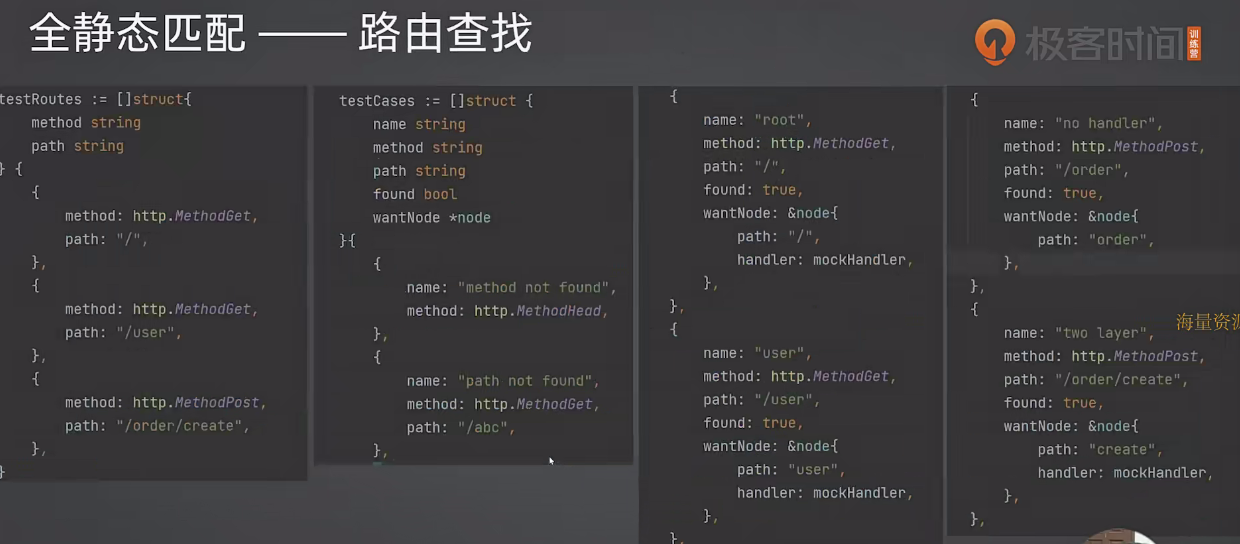 全静态匹配 —— 路由查找
极客时间 训练营
testRoutes := []struct{
method string
path string
} {
{
method: http.MethodGet,
path: "/",
},
{
method: http.MethodGet,
path: "/user",
},
{
method: http.MethodPost,
path: "/order/create",
},
}
testCases := []struct {
name string
method string
path string
found bool
wantNode *node
}{
{
name: "method not found",
method: http.MethodHead,
},
{
name: "path not found",
method: http.MethodGet,
path: "/abc",
},
{
name: "root",
method: http.MethodGet,
path: "/",
found: true,
wantNode: &node{
path: "/",
handler: mockHandler,
},
},
{
name: "user",
method: http.MethodGet,
path: "/user",
found: true,
wantNode: &node{
path: "user",
handler: mockHandler,
},
},
{
name: "no handler",
method: http.MethodPost,
path: "/order",
found: true,
wantNode: &node{
path: "order",
},
},
{
name: "two layer",
method: http.MethodPost,
path: "/order/create",
found: true,
wantNode: &node{
path: "create",
handler: mockHandler,
},
},
海量资源